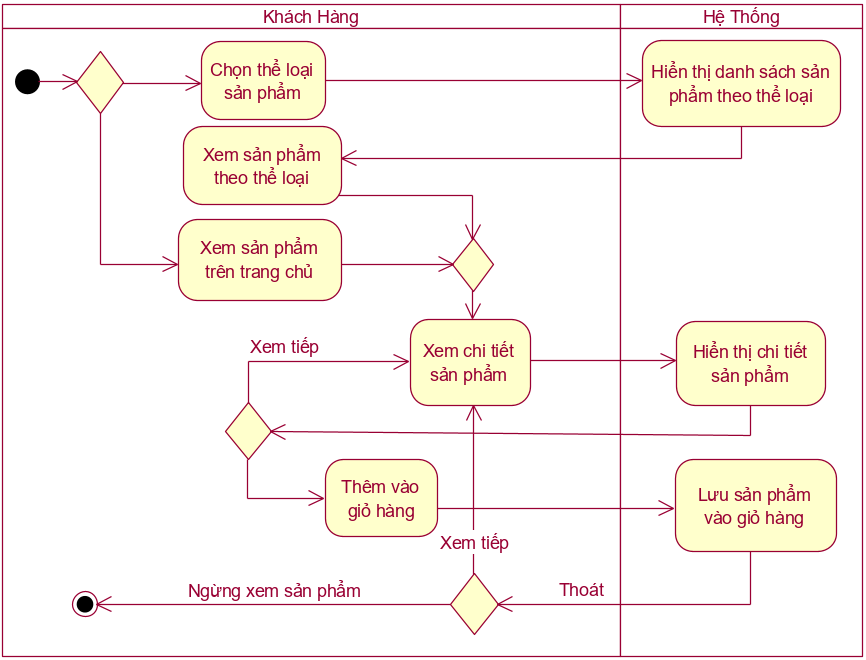 Khách Hàng
Hệ Thống
Chọn thể loại
sản phẩm
Hiển thị danh sách sản
phẩm theo thể loại
Xem sản phẩm
theo thể loại
Xem sản phẩm
trên trang chủ
Xem tiếp
Xem chi tiết
sản phẩm
Hiển thị chi tiết
sản phẩm
Thêm vào
giỏ hàng
Lưu sản phẩm
vào giỏ hàng
Xem tiếp
Ngừng xem sản phẩm
Thoát